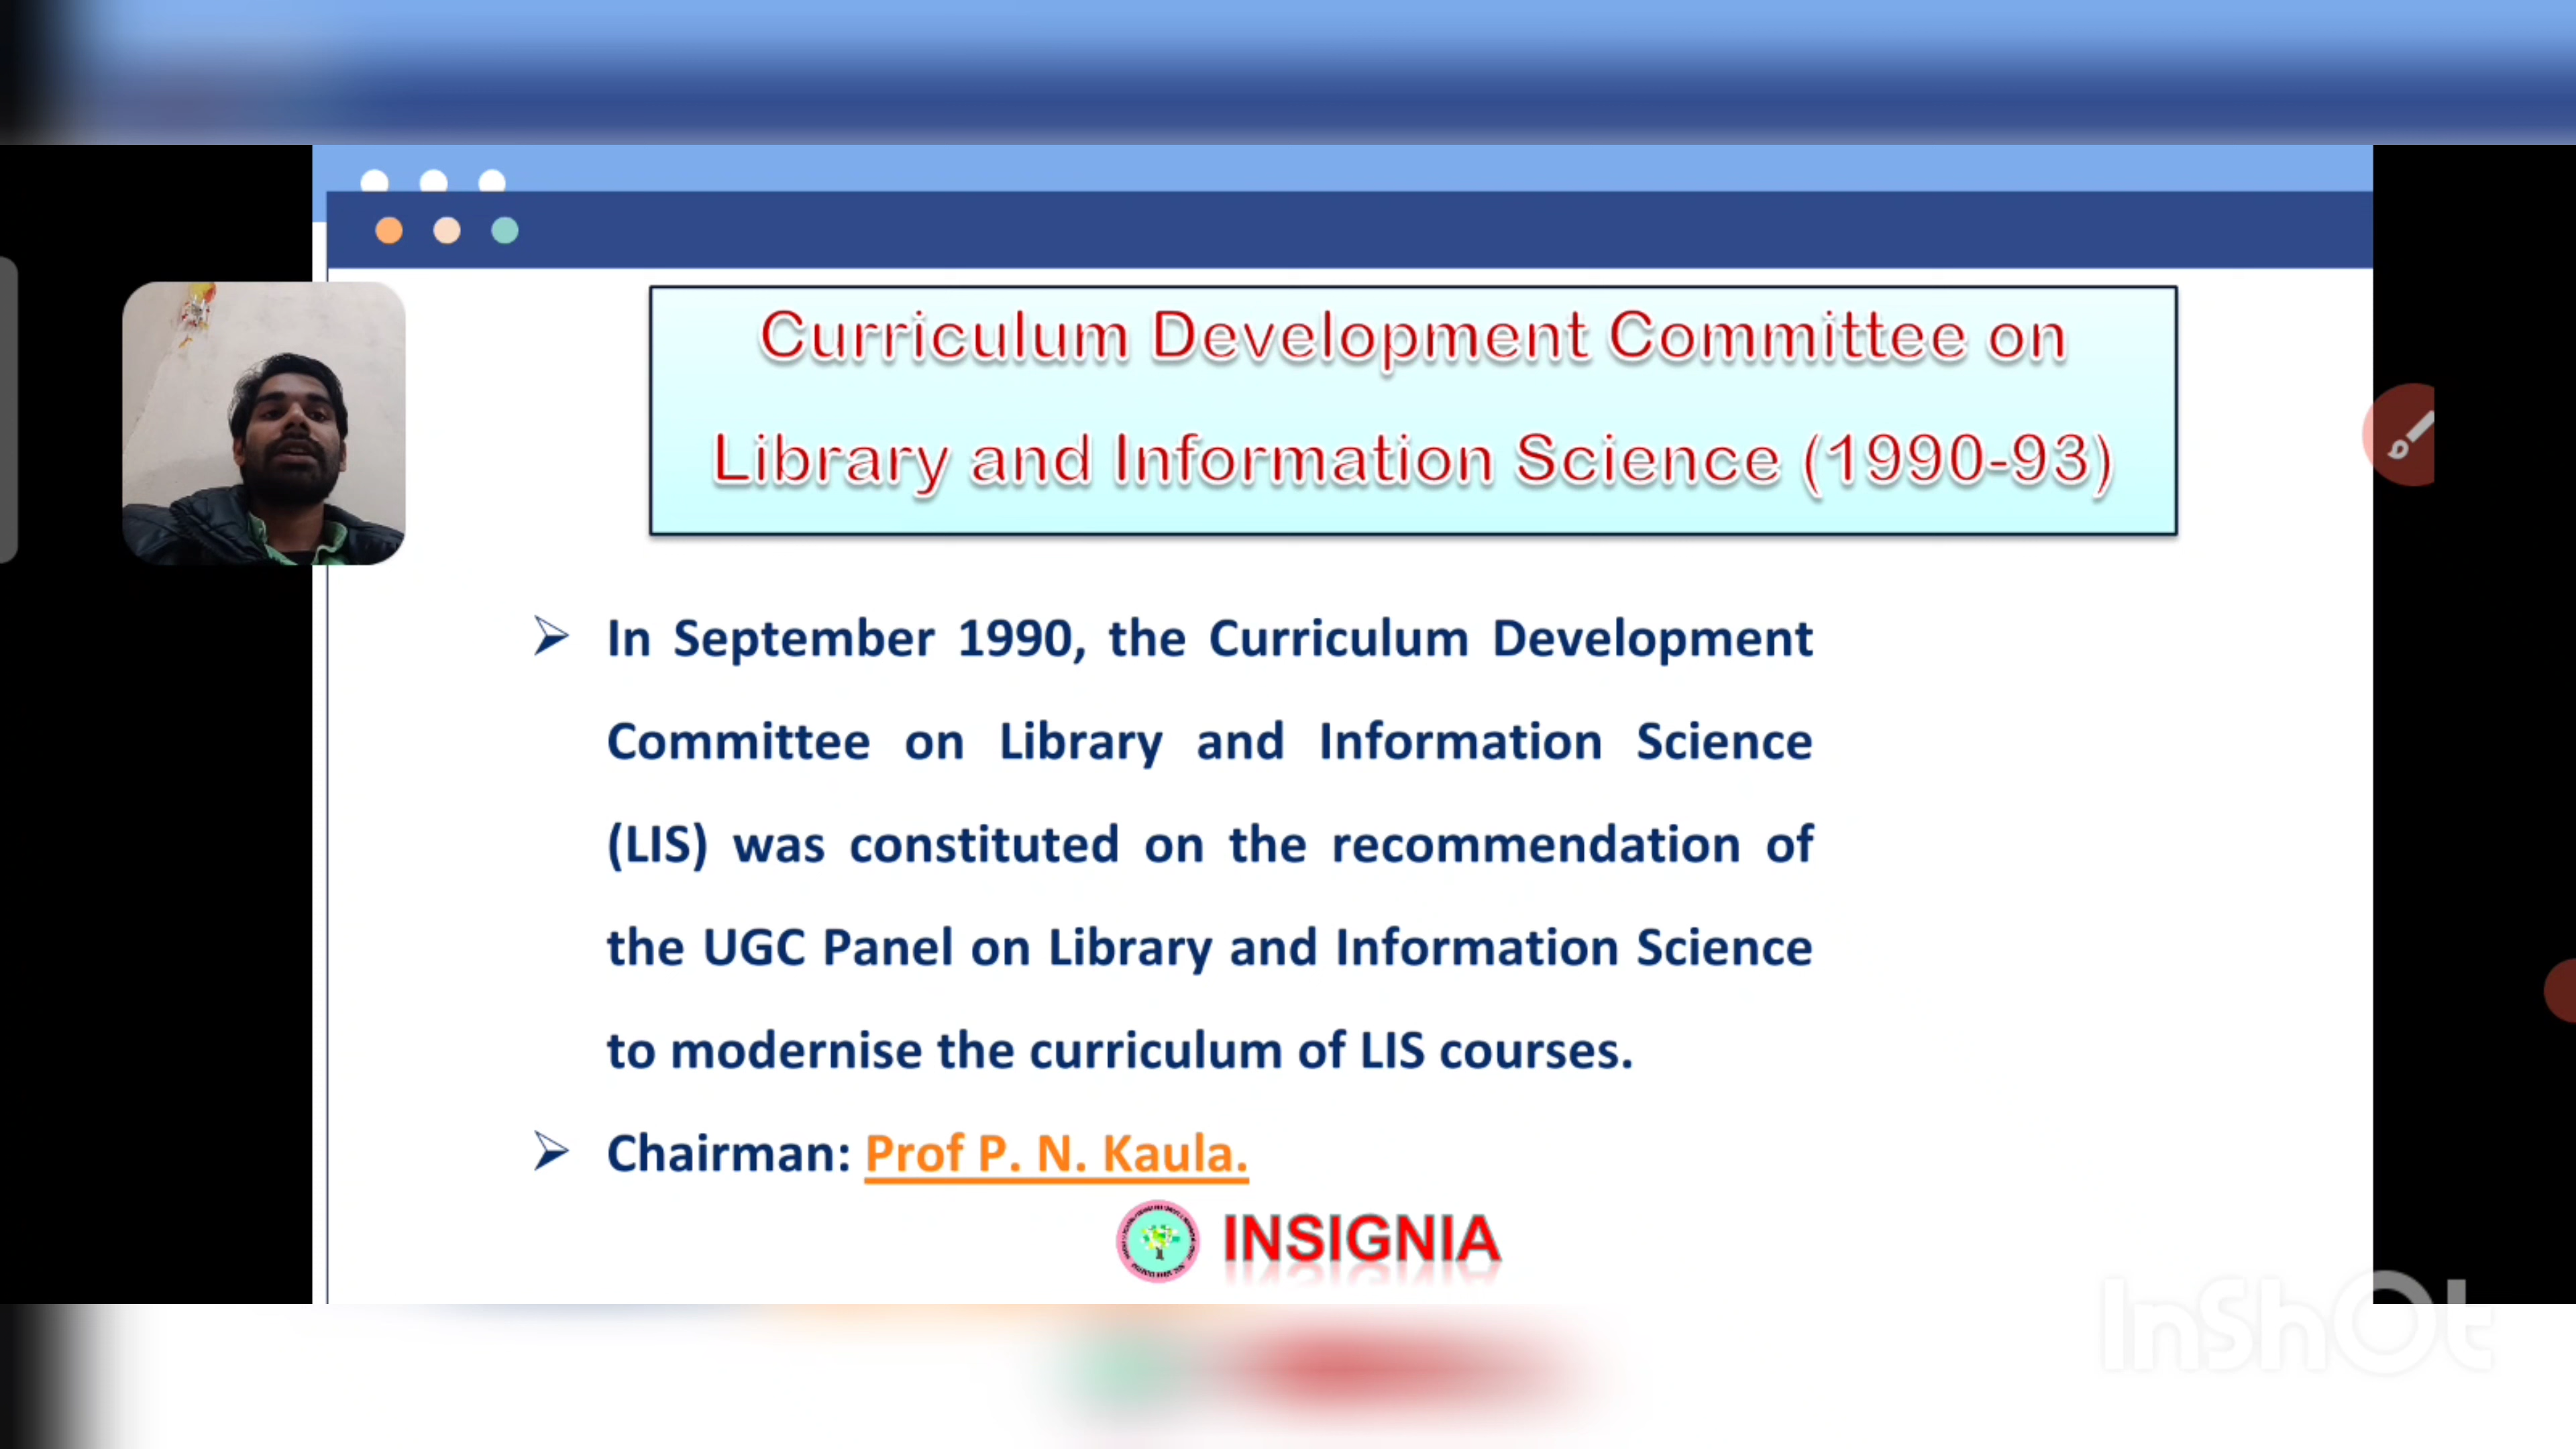 Curriculum Development Committee on
Library and Information Science (1990-93)
In September 1990, the Curriculum Development
Committee on Library and Information Science
(LIS) was constituted on the recommendation of
the UGC Panel on Library and Information Science
to modernise the curriculum of LIS courses.
Chairman: Prof P. N. Kaula.
INSIGNIA
InShOt